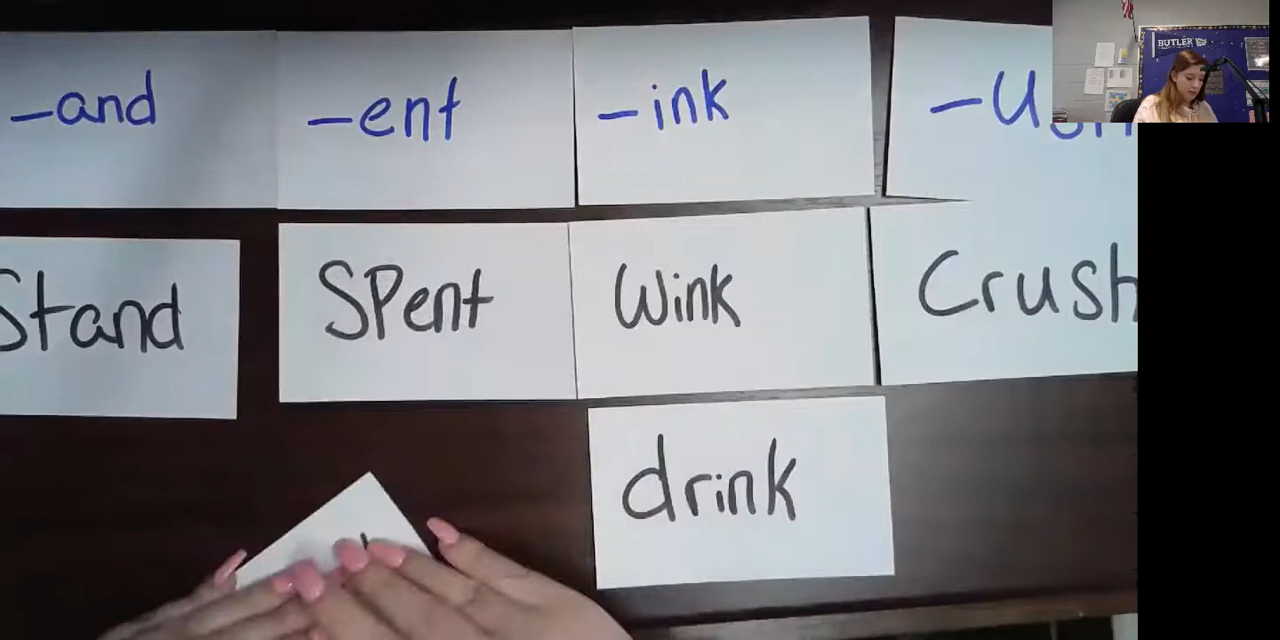 -and
-ent
-ink
Stand
SPent
Wink
Crush
drink
BUTLER